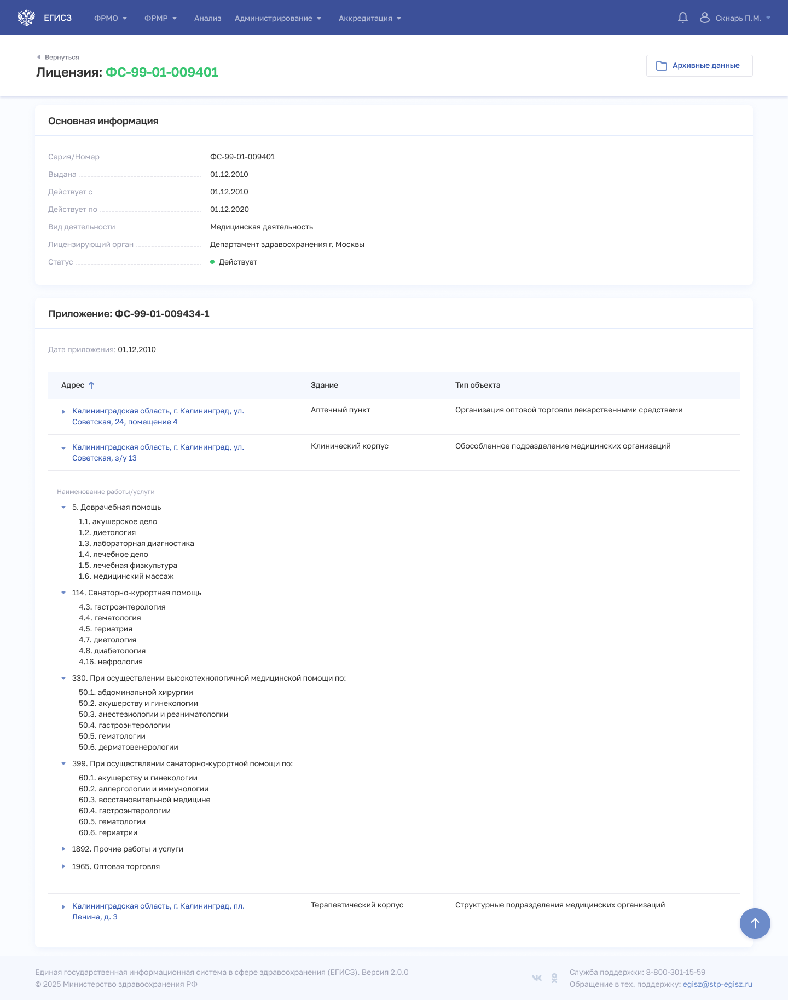 ЕГИСЗ ФРМО ФРМР Анализ Администрирование Аккредитация Скнарь П.М.
Вернуться
Лицензия: ФС-99-01-009401
Архивные данные
Основная информация
Серия/Номер ФС-99-01-009401
Выдана 01.12.2010
Действует с 01.12.2010
Действует по 01.12.2020
Вид деятельности Медицинская деятельность
Лицензирующий орган Департамент здравоохранения г. Москвы
Статус Действует
Приложение: ФС-99-01-009434-1
Дата приложения: 01.12.2010
Адрес Здание Тип объекта
Калининградская область, г. Калининград, ул. Аптечный пункт Организация оптовой торговли лекарственными средствами
Советская, 24, помещение 4
Калининградская область, г. Калининград, ул. Клинический корпус Обособленное подразделение медицинских организаций
Советская, з/у 13
Наименование работы/услуги
5. Доврачебная помощь
1.1. акушерское дело
1.2. диетология
1.3. лабораторная диагностика
1.4. лечебное дело
1.5. лечебная физкультура
1.6. медицинский массаж
114. Санаторно-курортная помощь
4.3. гастроэнтерология
4.4. гематология
4.5. гериатрия
4.7. диетология
4.8. диабетология
4.16. нефрология
330. При осуществлении высокотехнологичной медицинской помощи по:
50.1. абдоминальной хирургии
50.2. акушерству и гинекологии
50.3. анестезиологии и реаниматологии
50.4. гастроэнтерологии
50.5. гематологии
50.6. дерматовенерологии
399. При осуществлении санаторно-курортной помощи по:
60.1. акушерству и гинекологии
60.2. аллергологии и иммунологии
60.3. восстановительной медицине
60.4. гастроэнтерологии
60.5. гематологии
60.6. гериатрии
1892. Прочие работы и услуги
1965. Оптовая торговля
Калининградская область, г. Калининград, пл. Терапевтический корпус Структурные подразделения медицинских организаций
Ленина, д. 3
Единая государственная информационная система в сфере здравоохранения (ЕГИСЗ). Версия 2.0.0
© 2025 Министерство здравоохранения РФ
Служба поддержки: 8-800-301-15-59
Обращение в тех. поддержку: egisz@stp-egisz.ru